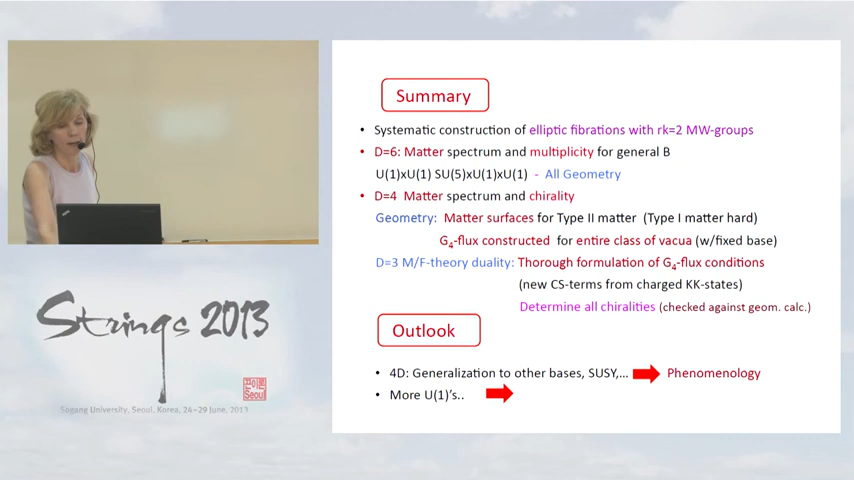 Summary
• Systematic construction of elliptic fibrations with rk=2 MW-groups
• D=6: Matter spectrum and multiplicity for general B
U(1)xU(1) SU(5)xU(1)xU(1) - All Geometry
• D=4 Matter spectrum and chirality
Geometry: Matter surfaces for Type II matter (Type I matter hard)
G4-flux constructed for entire class of vacua (w/fixed base)
D=3 M/F-theory duality: Thorough formulation of G4-flux conditions
(new CS-terms from charged KK-states)
Determine all chiralities (checked against geom. calc.)
Outlook
• 4D: Generalization to other bases, SUSY,... Phenomenology
• More U(1)'s..
Strings 2013
Seoul
Sogang University, Seoul, Korea, 24-29 June, 2013